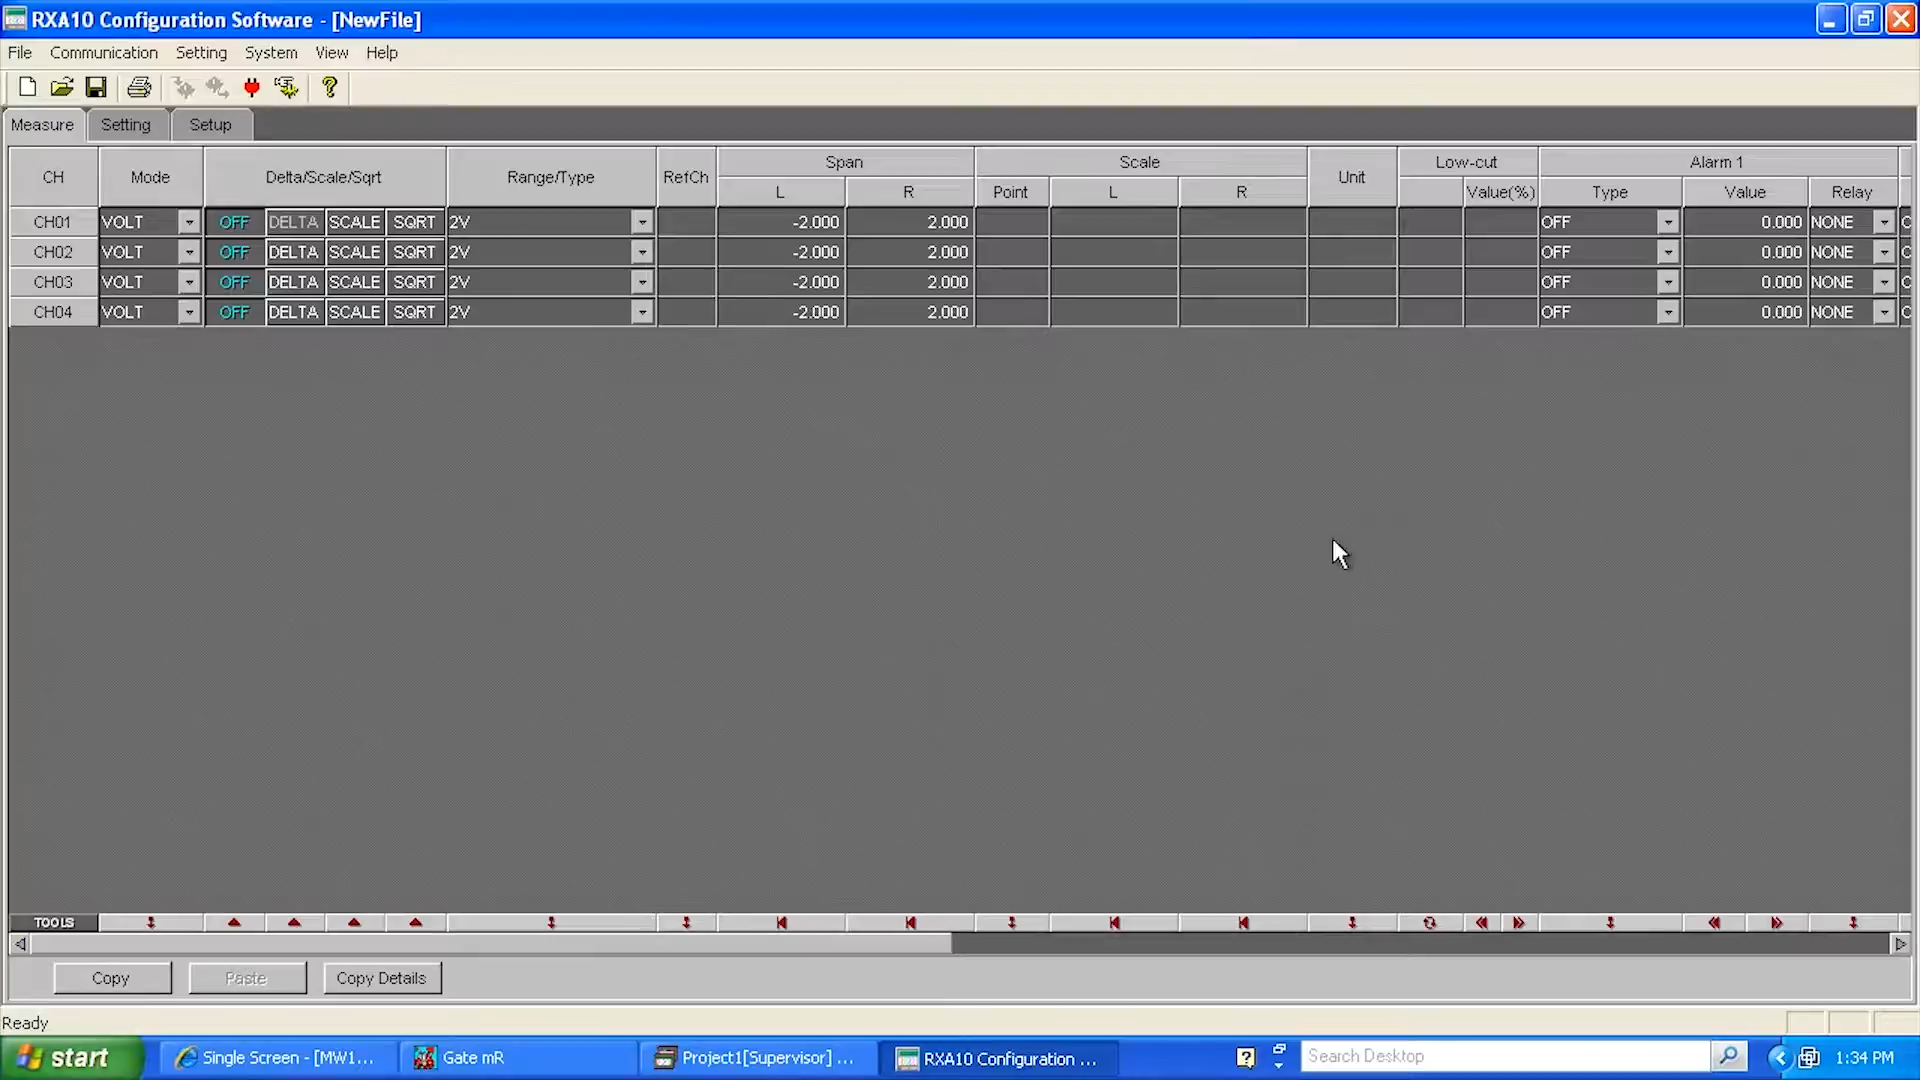 RXA10 Configuration Software - [NewFile]
File Communication Setting System View Help
Measure Setting Setup
CH Mode Delta/Scale/Sqrt Range/Type RefCh Span Scale Unit Low-cut Alarm 1
L R Point L R Value(%) Type Value Relay
CH01 VOLT OFF DELTA SCALE SQRT 2V -2.000 2.000 OFF 0.000 NONE
CH02 VOLT OFF DELTA SCALE SQRT 2V -2.000 2.000 OFF 0.000 NONE
CH03 VOLT OFF DELTA SCALE SQRT 2V -2.000 2.000 OFF 0.000 NONE
CH04 VOLT OFF DELTA SCALE SQRT 2V -2.000 2.000 OFF 0.000 NONE
TOOLS
Copy Paste Copy Details
Ready
start Single Screen - [MW1... Gate mR Project1[Supervisor] ... RXA10 Configuration ... Search Desktop 1:34 PM